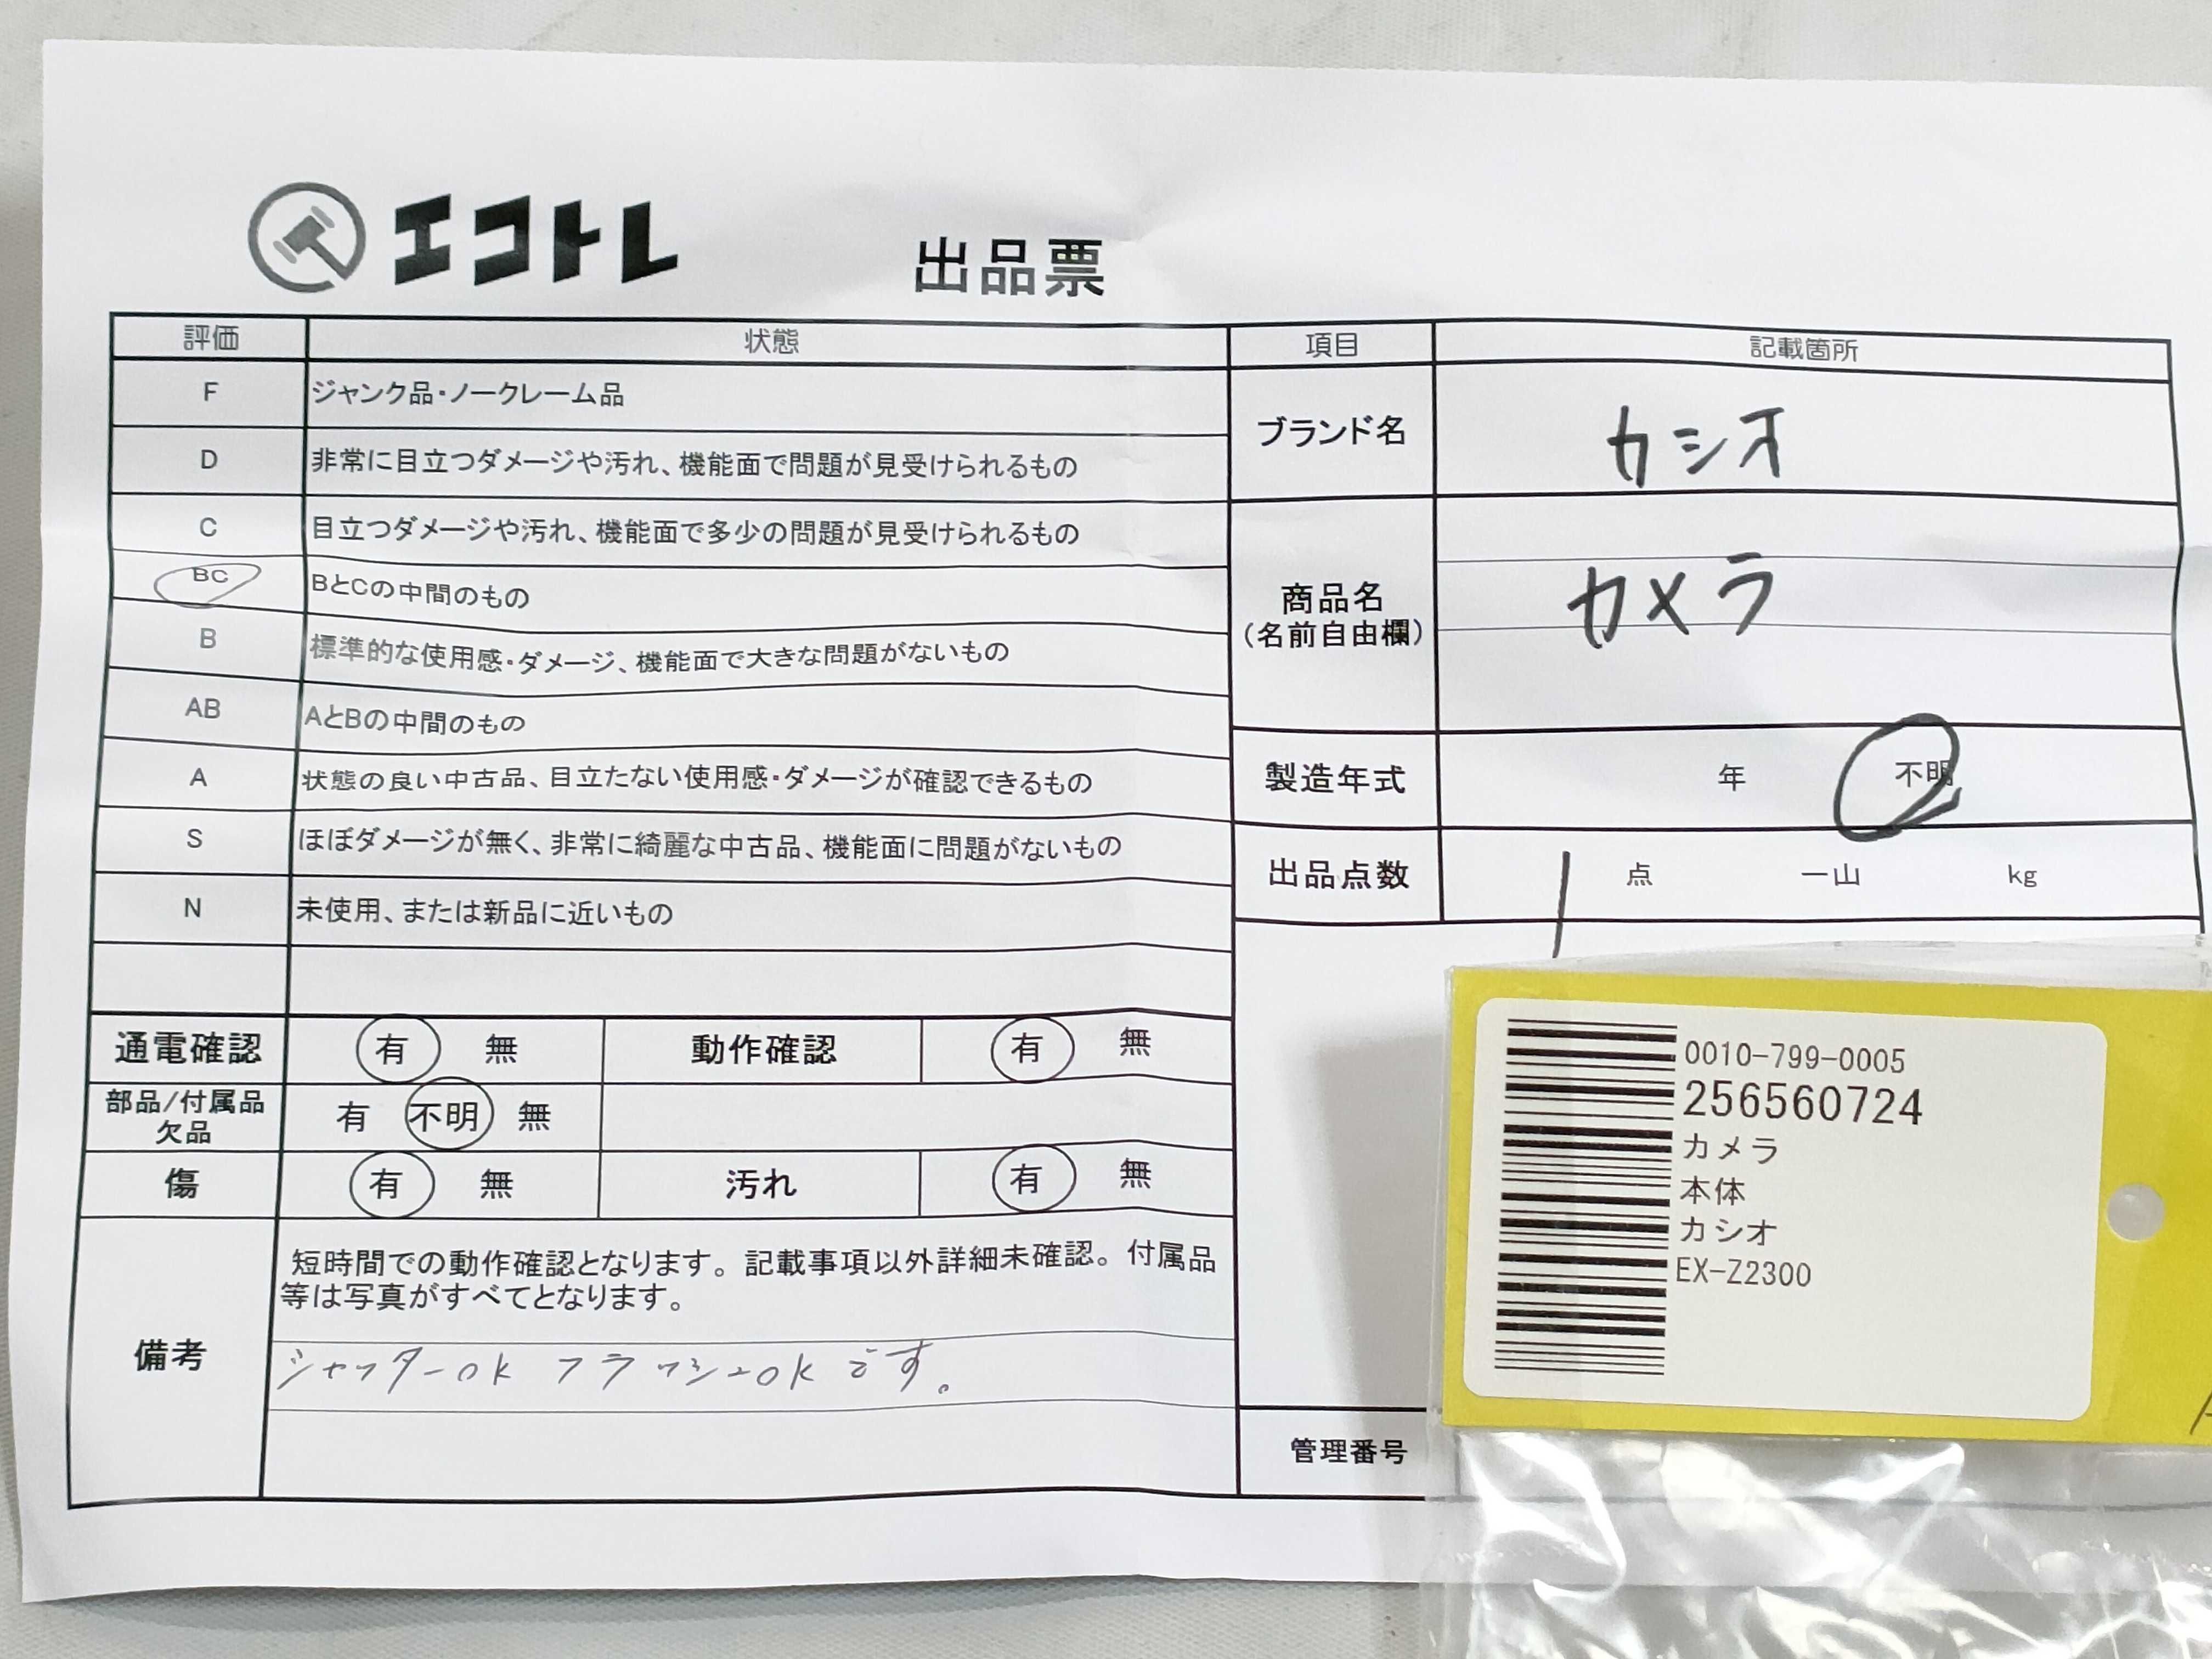 エコトレ
出品票
評価 状態
F ジャンク品・ノークレーム品
D 非常に目立つダメージや汚れ、機能面で問題が見受けられるもの
C 目立つダメージや汚れ、機能面で多少の問題が見受けられるもの
BC BとCの中間のもの
B 標準的な使用感・ダメージ、機能面で大きな問題がないもの
AB AとBの中間のもの
A 状態の良い中古品、目立たない使用感・ダメージが確認できるもの
S ほぼダメージが無く、非常に綺麗な中古品、機能面に問題がないもの
N 未使用、または新品に近いもの
通電確認 有 無 動作確認 有 無
部品/付属品
欠品
有 不明 無
傷 有 無 汚れ 有 無
備考
短時間での動作確認となります。記載事項以外詳細未確認。付属品
等は写真がすべてとなります。
シャッターok フラッシュok です。
項目 記載箇所
ブランド名 カシオ
商品名
(名前自由欄)
カメラ
製造年式 年 不明
出品点数 1 点 一山 kg
管理番号
0010-799-0005
256560724
カメラ
本体
カシオ
EX-Z2300